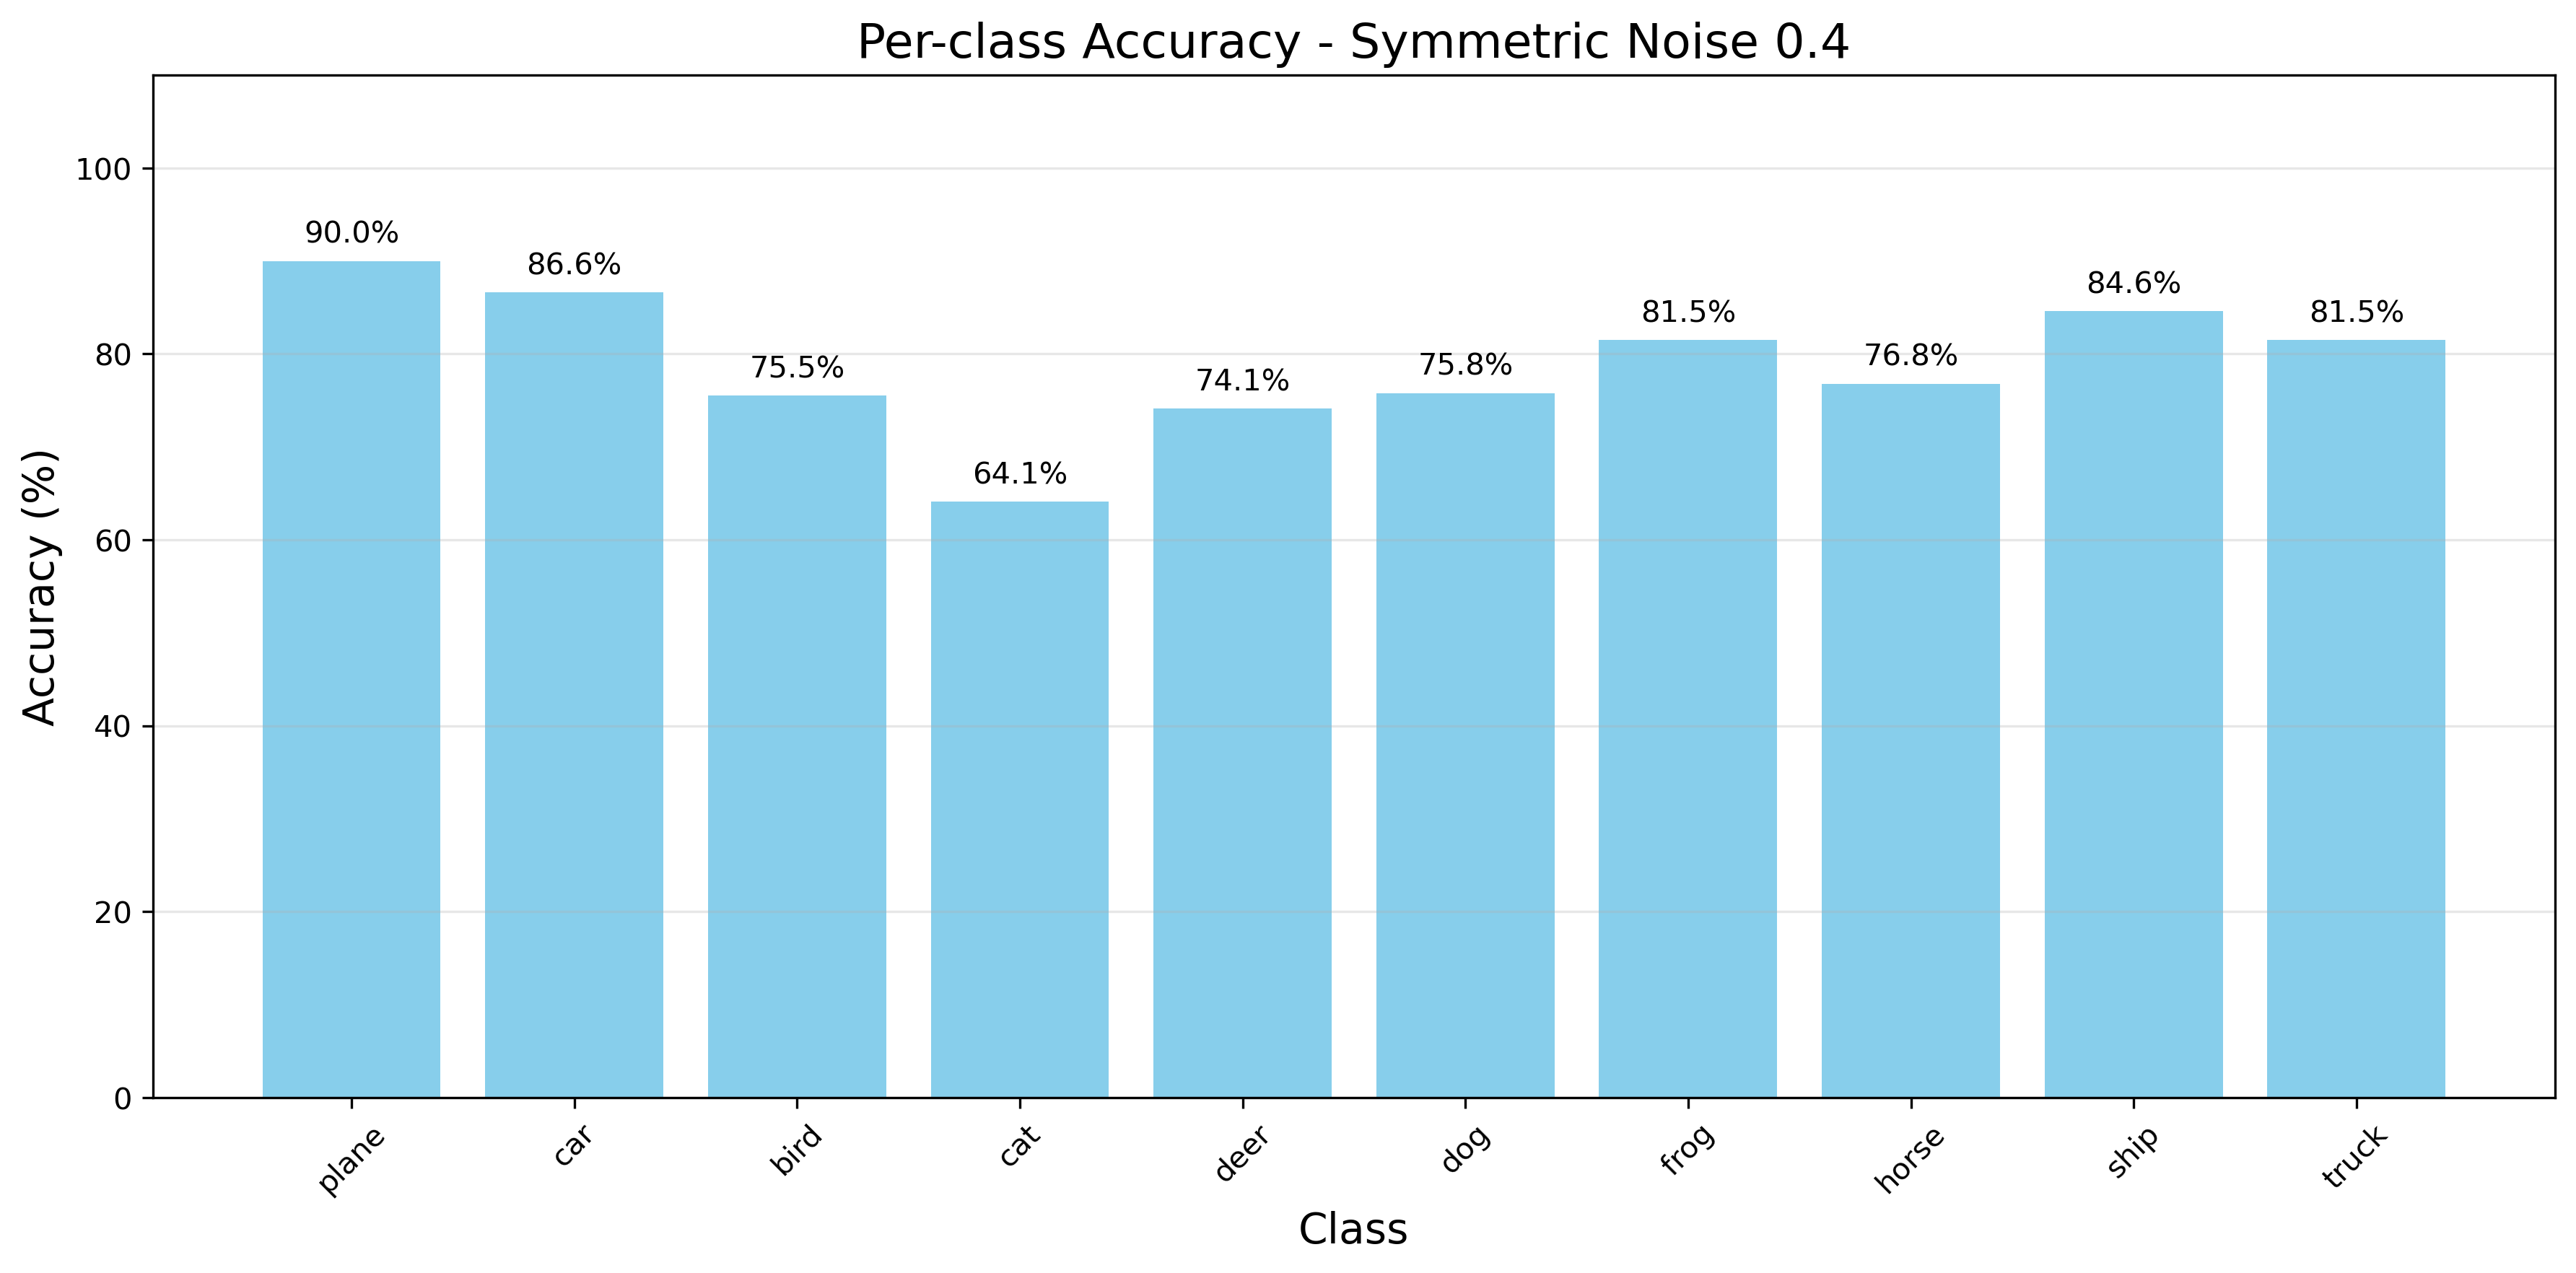 Per-class Accuracy - Symmetric Noise 0.4
Accuracy (%)
100
80
60
40
20
0
90.0%
86.6%
75.5%
64.1%
74.1%
75.8%
81.5%
76.8%
84.6%
81.5%
plane
car
bird
cat
deer
dog
frog
horse
ship
truck
Class